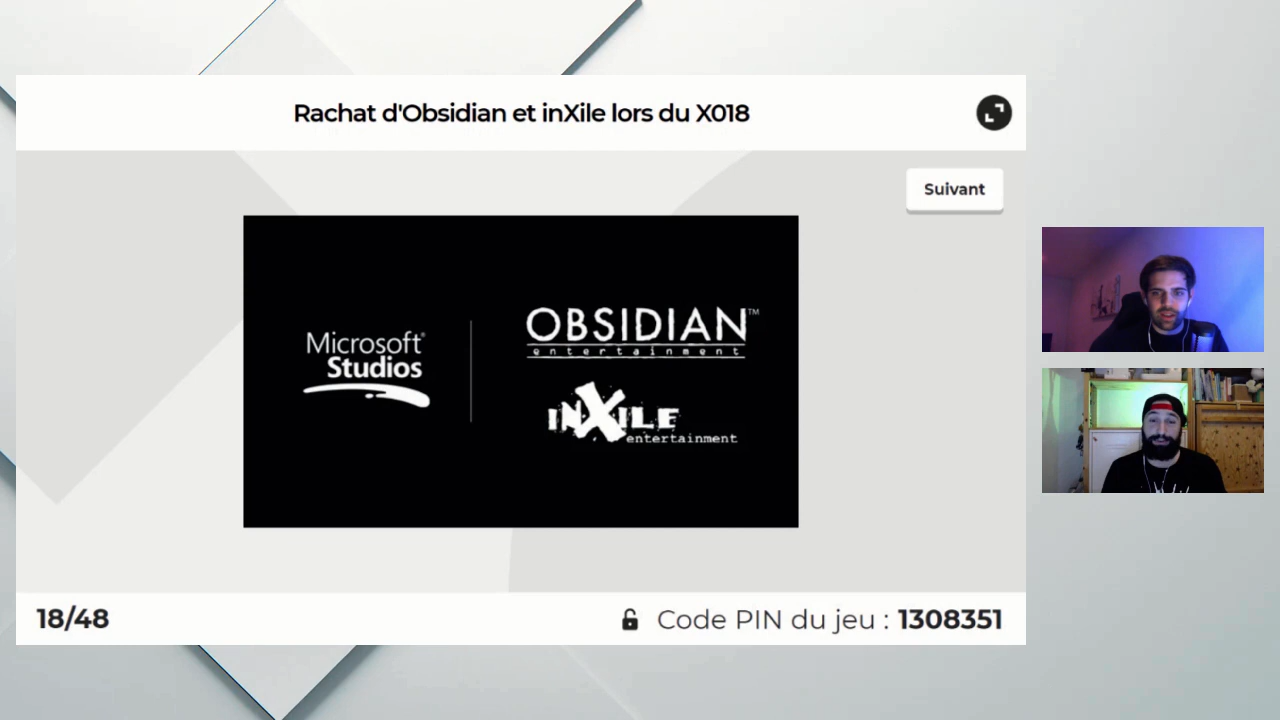 Rachat d'Obsidian et inXile lors du X018
Suivant
Microsoft®
Studios
OBSIDIAN™
entertainment
INXILE
entertainment
18/48
Code PIN du jeu : 1308351